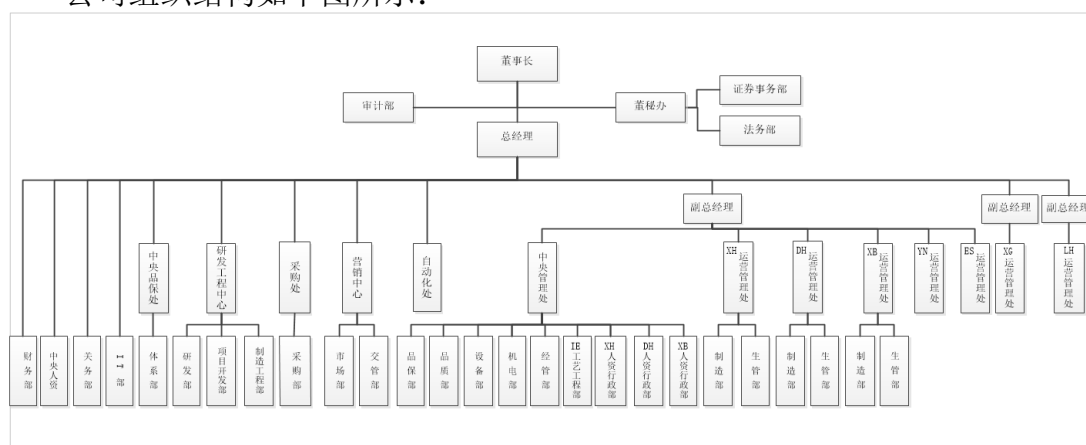 公司组织结构如下图所示：
董事长
审计部
董秘办
证券事务部
法务部
总经理
副总经理
副总经理
副总经理
中央品保处
研发工程中心
采购处
营销中心
自动化处
中央管理处
XH运营管理处
DH运营管理处
XB运营管理处
YN运营管理处
ES运营管理处
XG运营管理处
LH运营管理处
财务部
中央人资
关务部
IT部
体系部
研发部
项目开发部
制造工程部
采购部
市场部
交管部
品保部
品质部
设备部
机电部
经管部
IE工艺工程部
XH人资行政部
DH人资行政部
XB人资行政部
制造部
生管部
制造部
生管部
制造部
生管部